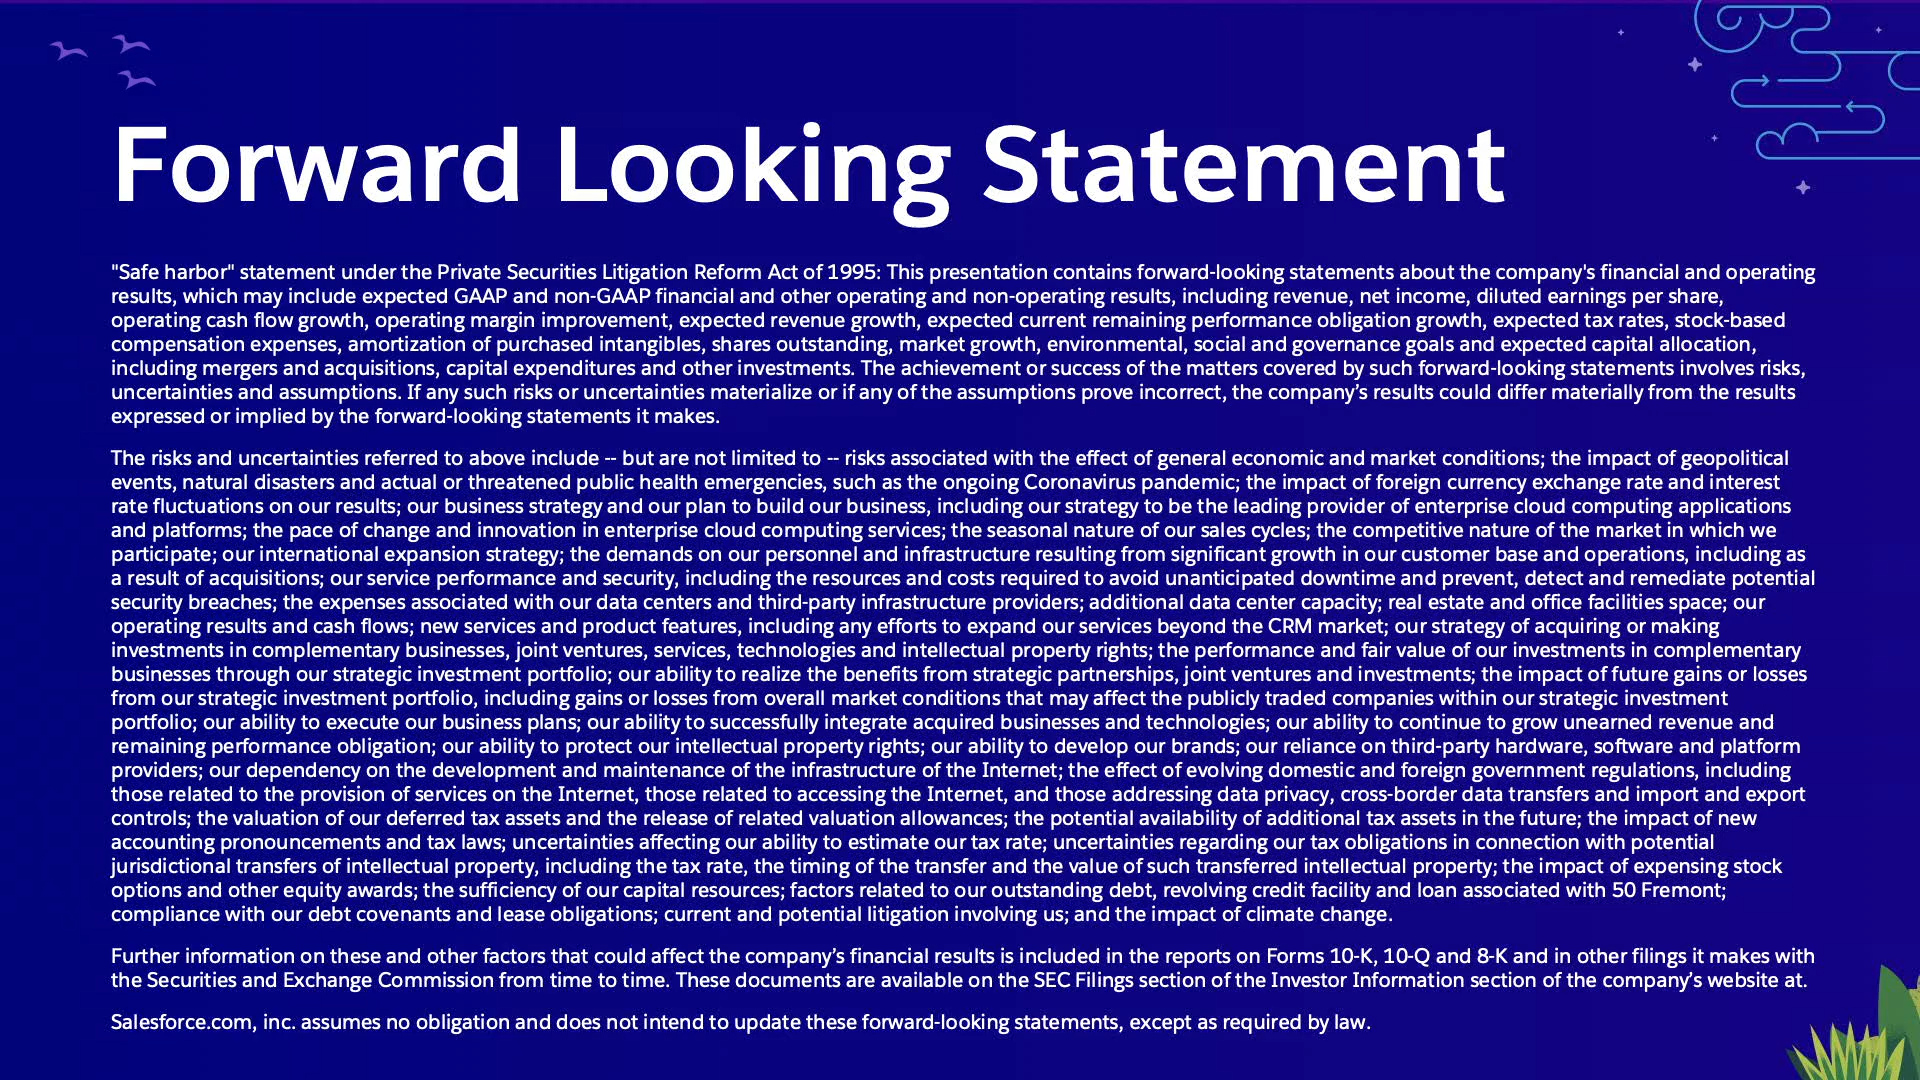 Forward Looking Statement
"Safe harbor" statement under the Private Securities Litigation Reform Act of 1995: This presentation contains forward-looking statements about the company's financial and operating
results, which may include expected GAAP and non-GAAP financial and other operating and non-operating results, including revenue, net income, diluted earnings per share,
operating cash flow growth, operating margin improvement, expected revenue growth, expected current remaining performance obligation growth, expected tax rates, stock-based
compensation expenses, amortization of purchased intangibles, shares outstanding, market growth, environmental, social and governance goals and expected capital allocation,
including mergers and acquisitions, capital expenditures and other investments. The achievement or success of the matters covered by such forward-looking statements involves risks,
uncertainties and assumptions. If any such risks or uncertainties materialize or if any of the assumptions prove incorrect, the company’s results could differ materially from the results
expressed or implied by the forward-looking statements it makes.
The risks and uncertainties referred to above include -- but are not limited to -- risks associated with the effect of general economic and market conditions; the impact of geopolitical
events, natural disasters and actual or threatened public health emergencies, such as the ongoing Coronavirus pandemic; the impact of foreign currency exchange rate and interest
rate fluctuations on our results; our business strategy and our plan to build our business, including our strategy to be the leading provider of enterprise cloud computing applications
and platforms; the pace of change and innovation in enterprise cloud computing services; the seasonal nature of our sales cycles; the competitive nature of the market in which we
participate; our international expansion strategy; the demands on our personnel and infrastructure resulting from significant growth in our customer base and operations, including as
a result of acquisitions; our service performance and security, including the resources and costs required to avoid unanticipated downtime and prevent, detect and remediate potential
security breaches; the expenses associated with our data centers and third-party infrastructure providers; additional data center capacity; real estate and office facilities space; our
operating results and cash flows; new services and product features, including any efforts to expand our services beyond the CRM market; our strategy of acquiring or making
investments in complementary businesses, joint ventures, services, technologies and intellectual property rights; the performance and fair value of our investments in complementary
businesses through our strategic investment portfolio; our ability to realize the benefits from strategic partnerships, joint ventures and investments; the impact of future gains or losses
from our strategic investment portfolio, including gains or losses from overall market conditions that may affect the publicly traded companies within our strategic investment
portfolio; our ability to execute our business plans; our ability to successfully integrate acquired businesses and technologies; our ability to continue to grow unearned revenue and
remaining performance obligation; our ability to protect our intellectual property rights; our ability to develop our brands; our reliance on third-party hardware, software and platform
providers; our dependency on the development and maintenance of the infrastructure of the Internet; the effect of evolving domestic and foreign government regulations, including
those related to the provision of services on the Internet, those related to accessing the Internet, and those addressing data privacy, cross-border data transfers and import and export
controls; the valuation of our deferred tax assets and the release of related valuation allowances; the potential availability of additional tax assets in the future; the impact of new
accounting pronouncements and tax laws; uncertainties affecting our ability to estimate our tax rate; uncertainties regarding our tax obligations in connection with potential
jurisdictional transfers of intellectual property, including the tax rate, the timing of the transfer and the value of such transferred intellectual property; the impact of expensing stock
options and other equity awards; the sufficiency of our capital resources; factors related to our outstanding debt, revolving credit facility and loan associated with 50 Fremont;
compliance with our debt covenants and lease obligations; current and potential litigation involving us; and the impact of climate change.
Further information on these and other factors that could affect the company’s financial results is included in the reports on Forms 10-K, 10-Q and 8-K and in other filings it makes with
the Securities and Exchange Commission from time to time. These documents are available on the SEC Filings section of the Investor Information section of the company’s website at.
Salesforce.com, inc. assumes no obligation and does not intend to update these forward-looking statements, except as required by law.